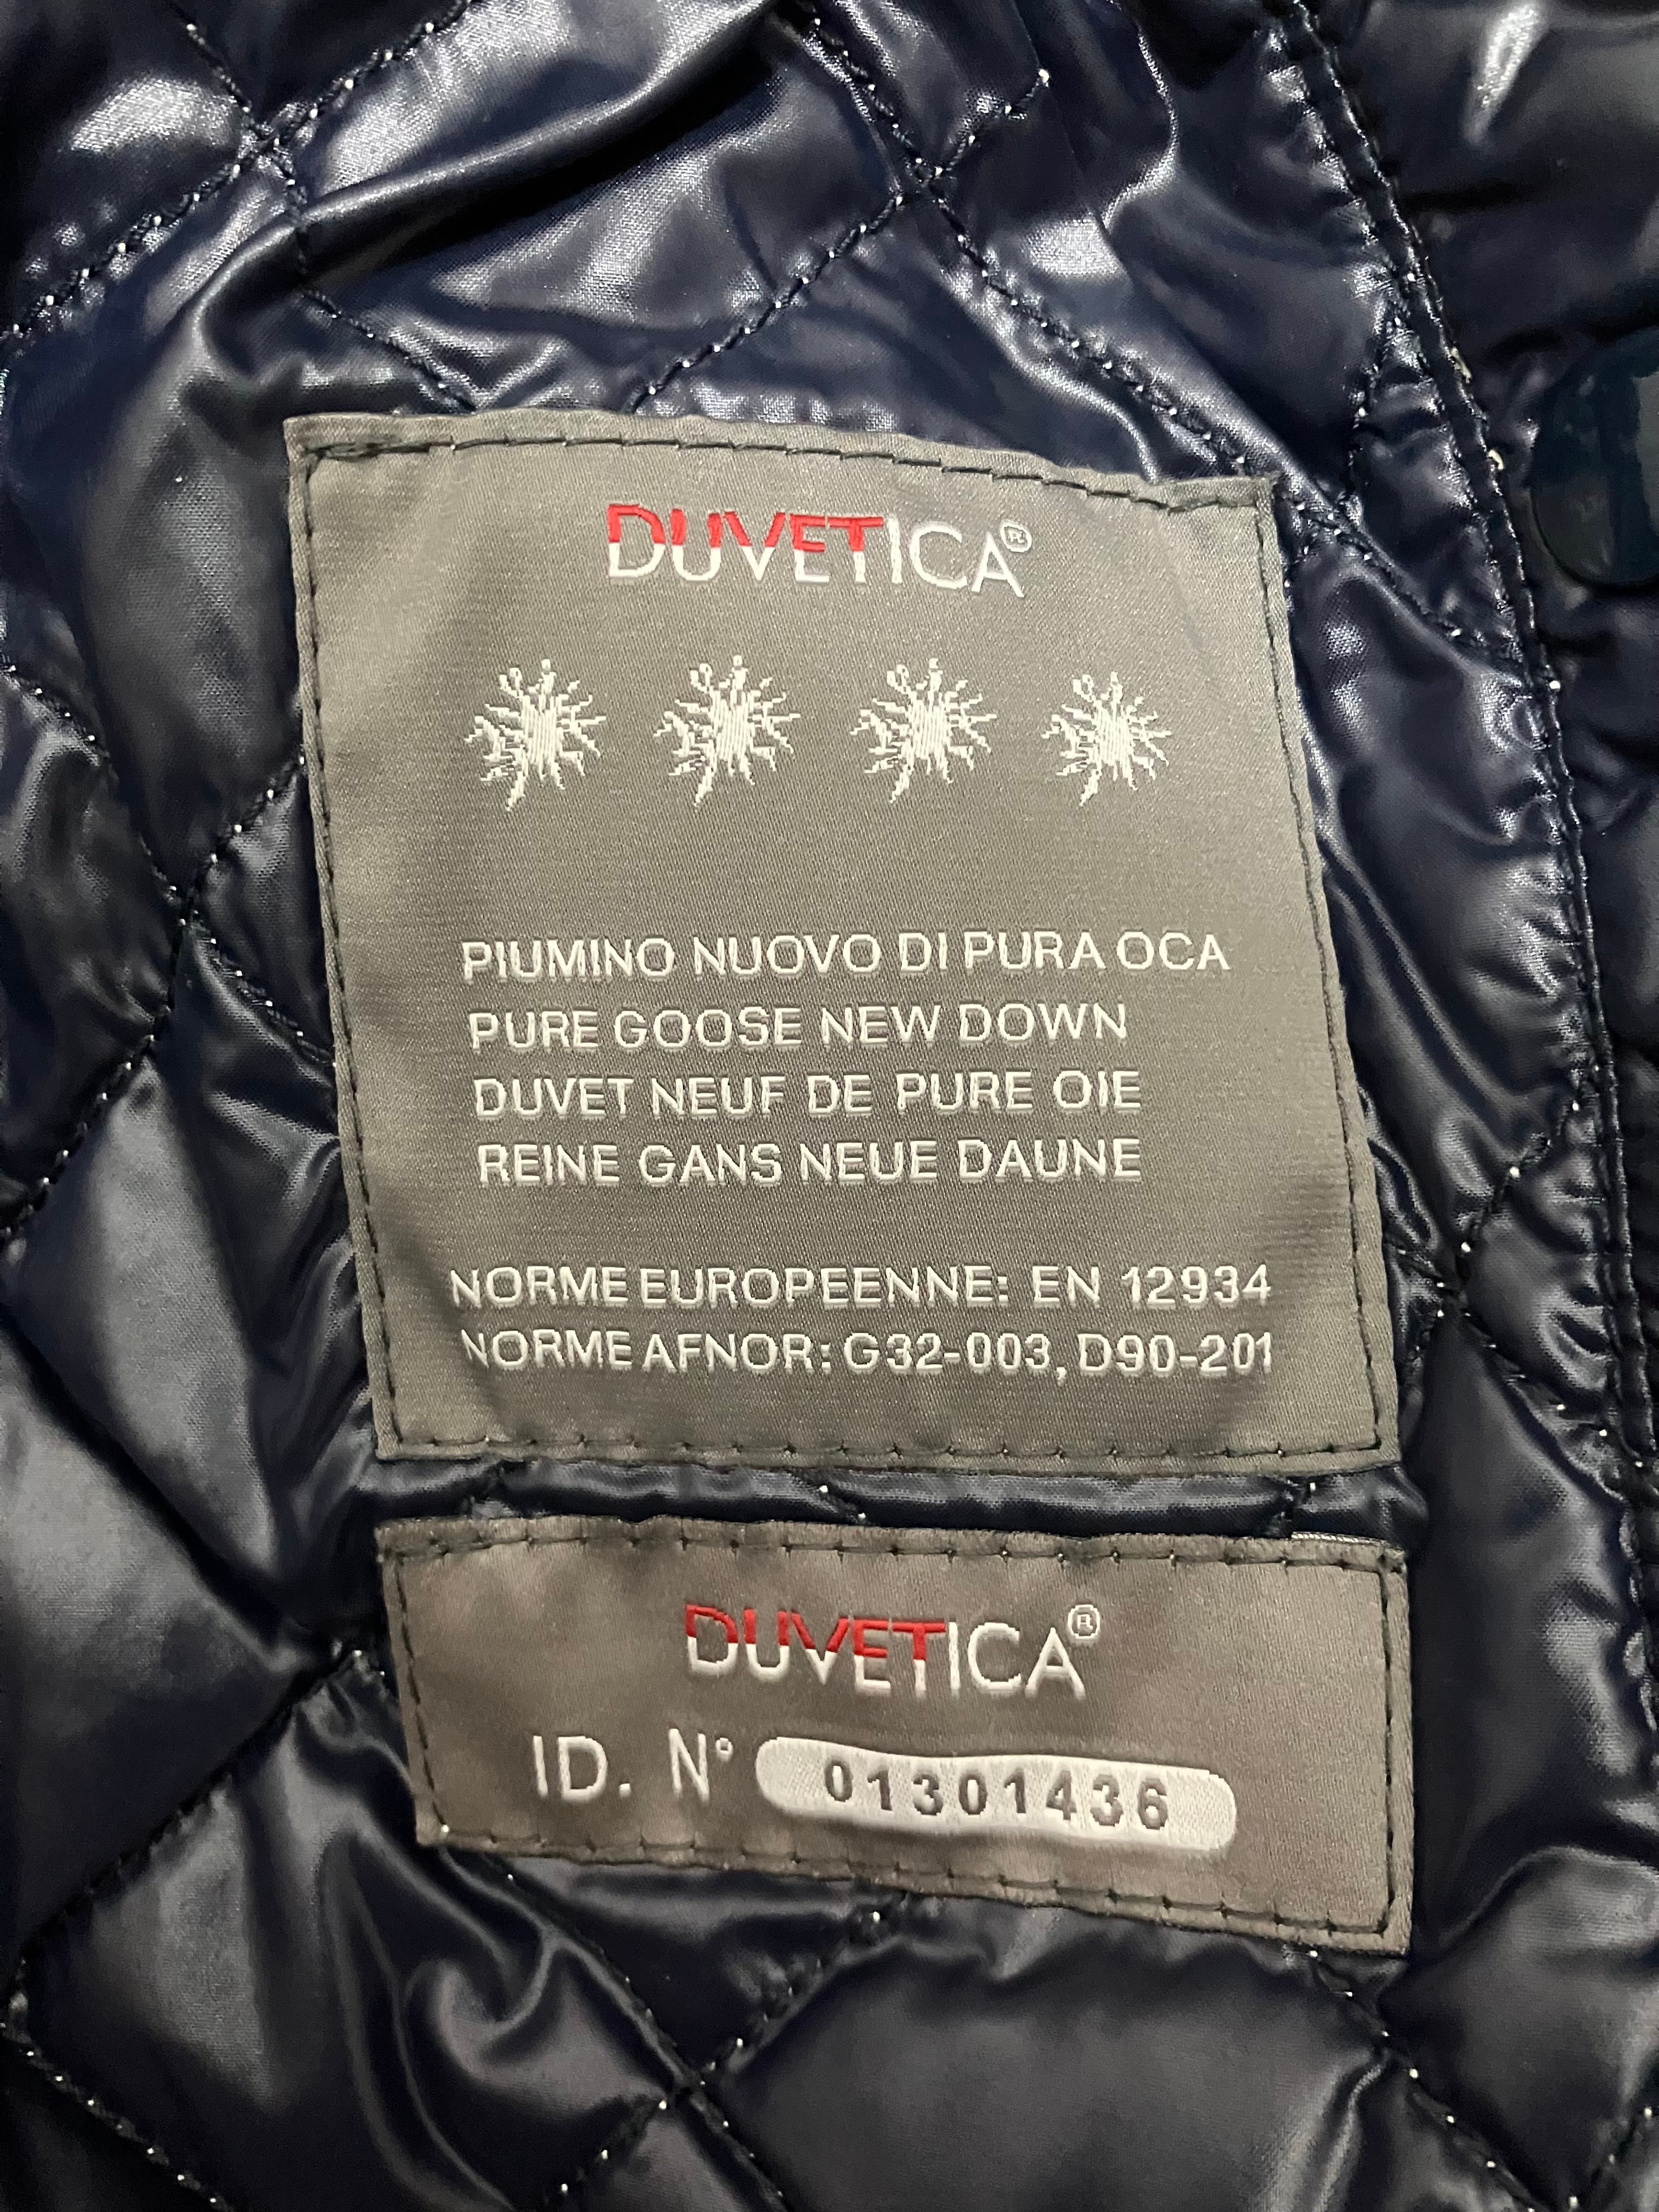 DUVETICA®
PIUMINO NUOVO DI PURA OCA
PURE GOOSE NEW DOWN
DUVET NEUF DE PURE OIE
REINE GANS NEUE DAUNE
NORME EUROPEENNE: EN 12934
NORME AFNOR: G32-003, D90-201
DUVETICA®
ID. N° 01301436